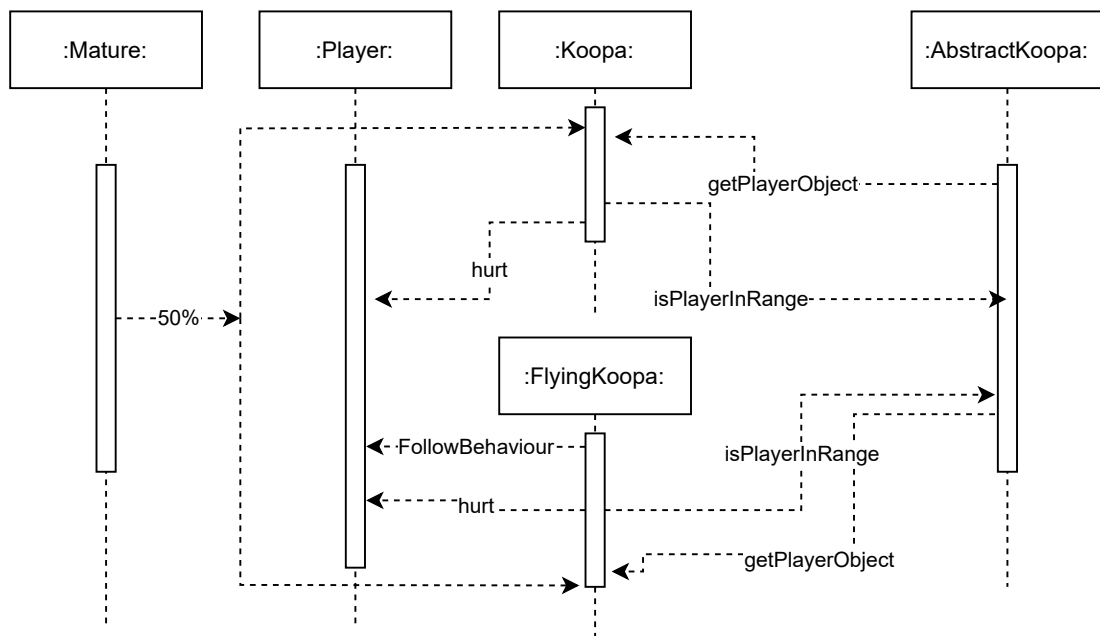 :Mature:
:Player:
:Koopa:
:AbstractKoopa:
getPlayerObject
hurt
isPlayerInRange
50%
:FlyingKoopa:
FollowBehaviour
isPlayerInRange
hurt
getPlayerObject